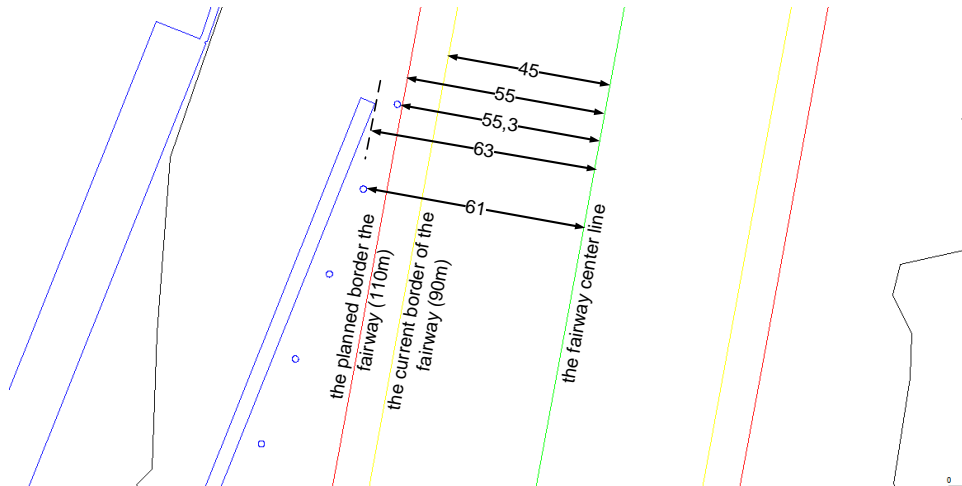 45
55
55,3
63
61
the planned border the
fairway (110m)
the current border of the
fairway (90m)
the fairway center line
0